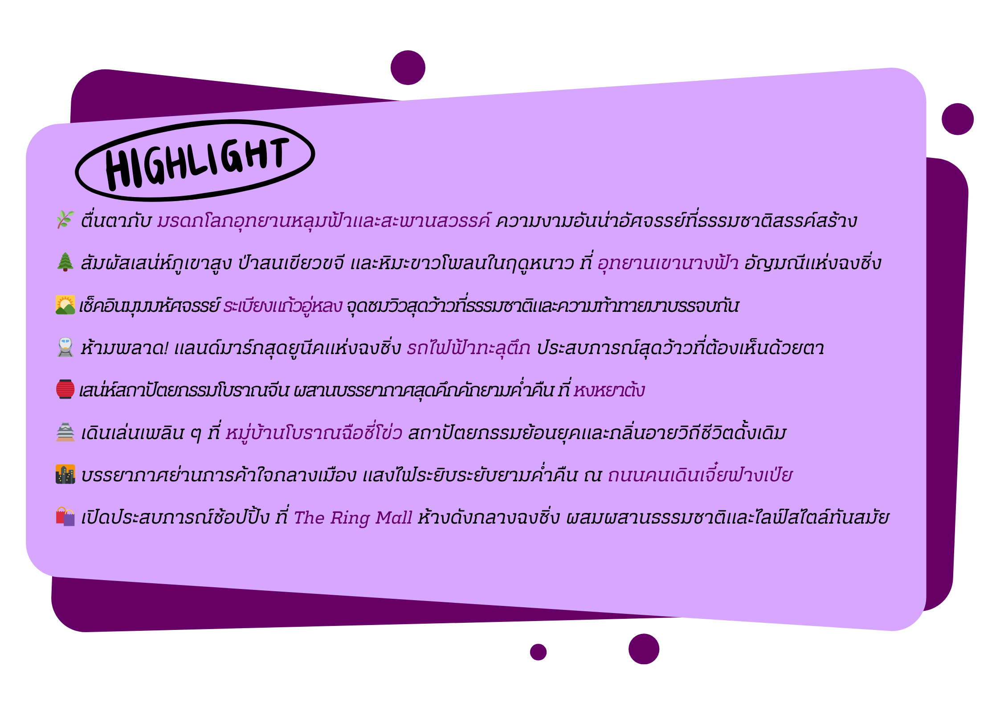 HIGHLIGHT
🌿 ตื่นตากับ มรดกโลกอุทยานหลุมฟ้าและสะพานสวรรค์ ความงามอันน่าอัศจรรย์ที่ธรรมชาติสรรค์สร้าง
🌲 สัมผัสเสน่ห์ภูเขาสูง ป่าสนเขียวขจี และหิมะขาวโพลนในฤดูหนาว ที่ อุทยานเขานางฟ้า อัญมณีแห่งฉงชิ่ง
🌄 เช็คอินมุมมหัศจรรย์ ระเบียงแก้วอู่หลง จุดชมวิวสุดว้าวที่ธรรมชาติและความท้าทายมาบรรจบกัน
🚆 ห้ามพลาด! แลนด์มาร์กสุดยูนีคแห่งฉงชิ่ง รถไฟฟ้าทะลุตึก ประสบการณ์สุดว้าวที่ต้องเห็นด้วยตา
🏮 เสน่ห์สถาปัตยกรรมโบราณจีน ผสานบรรยากาศสุดคึกคักยามค่ำคืน ที่ หงหยาต้ง
🏯 เดินเล่นเพลิน ๆ ที่ หมู่บ้านโบราณฉือชี่โข่ว สถาปัตยกรรมย้อนยุคและกลิ่นอายวิถีชีวิตดั้งเดิม
🌆 บรรยากาศย่านการค้าใจกลางเมือง แสงไฟระยิบระยับยามค่ำคืน ณ ถนนคนเดินเจี๋ยฟางเป่ย
🛍️ เปิดประสบการณ์ช้อปปิ้ง ที่ The Ring Mall ห้างดังกลางฉงชิ่ง ผสมผสานธรรมชาติและไลฟ์สไตล์ทันสมัย